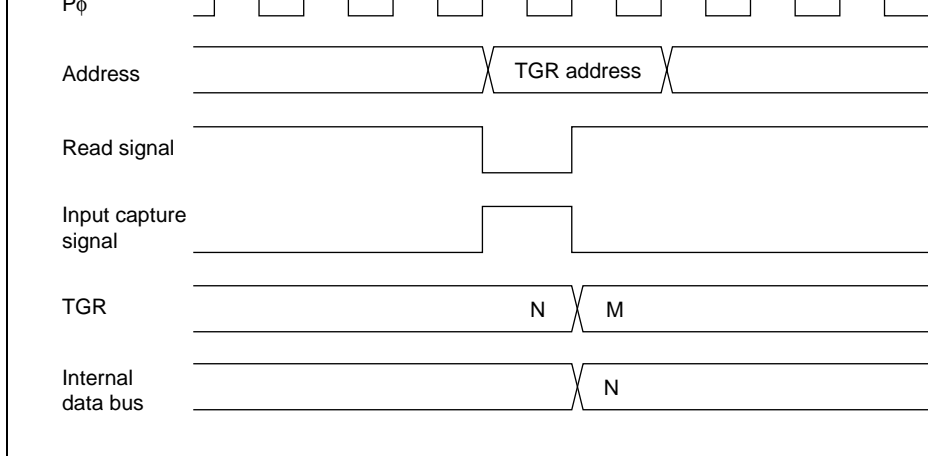 Pϕ
Address
TGR address
Read signal
Input capture
signal
TGR
N
M
Internal
data bus
N